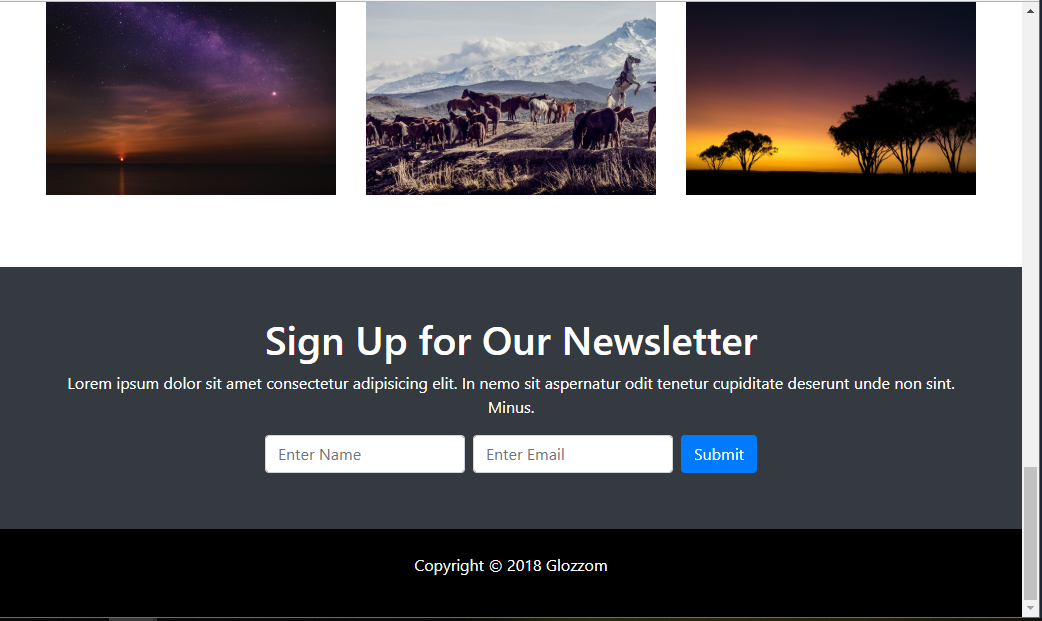 Sign Up for Our Newsletter
Lorem ipsum dolor sit amet consectetur adipisicing elit. In nemo sit aspernatur odit tenetur cupiditate deserunt unde non sint.
Minus.
Enter Name Enter Email Submit
Copyright © 2018 Glozzom